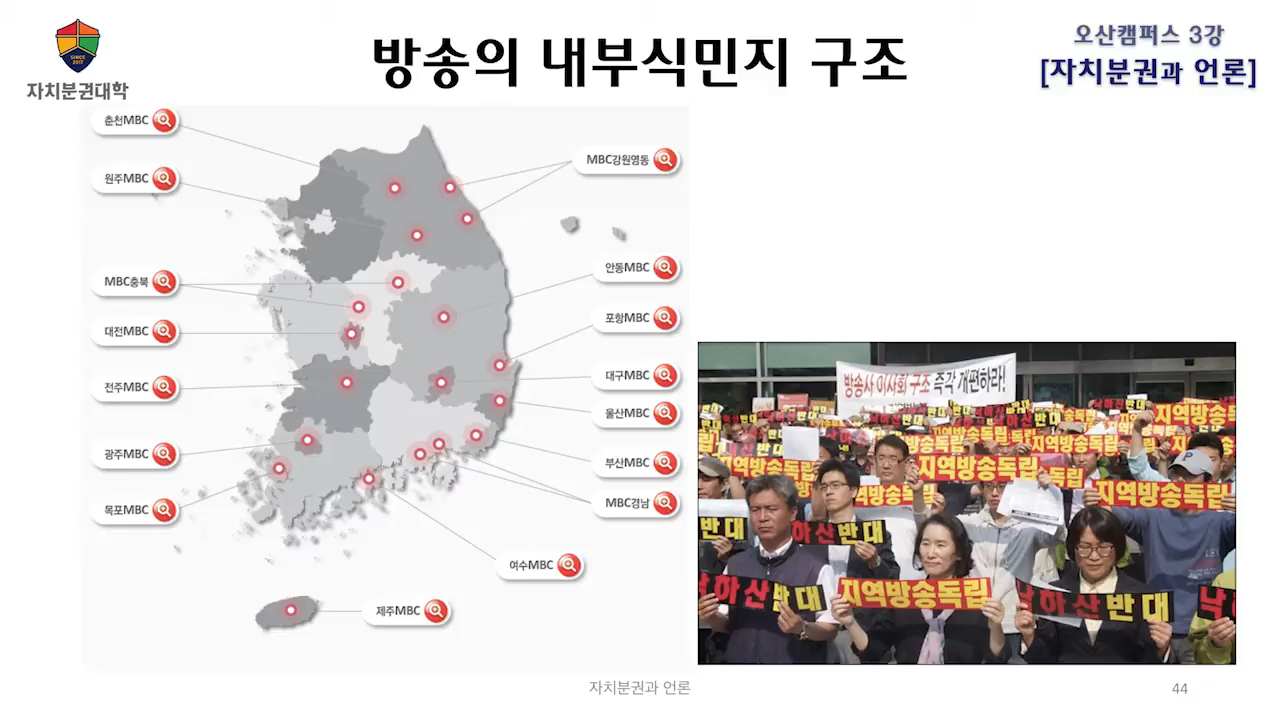 SINCE
2017
자치분권대학
방송의 내부식민지 구조
오산캠퍼스 3강
[자치분권과 언론]
춘천MBC
원주MBC
MBC충북
대전MBC
전주MBC
광주MBC
목포MBC
MBC강원영동
안동MBC
포항MBC
대구MBC
울산MBC
부산MBC
MBC경남
여수MBC
제주MBC
방송사 이사회 구조 즉각 개편하라!
지역방송독립
지역방송독립
지역방송독립
반대
하산반대
낙하산반대
지역방송독립
낙하산반대
자치분권과 언론
44